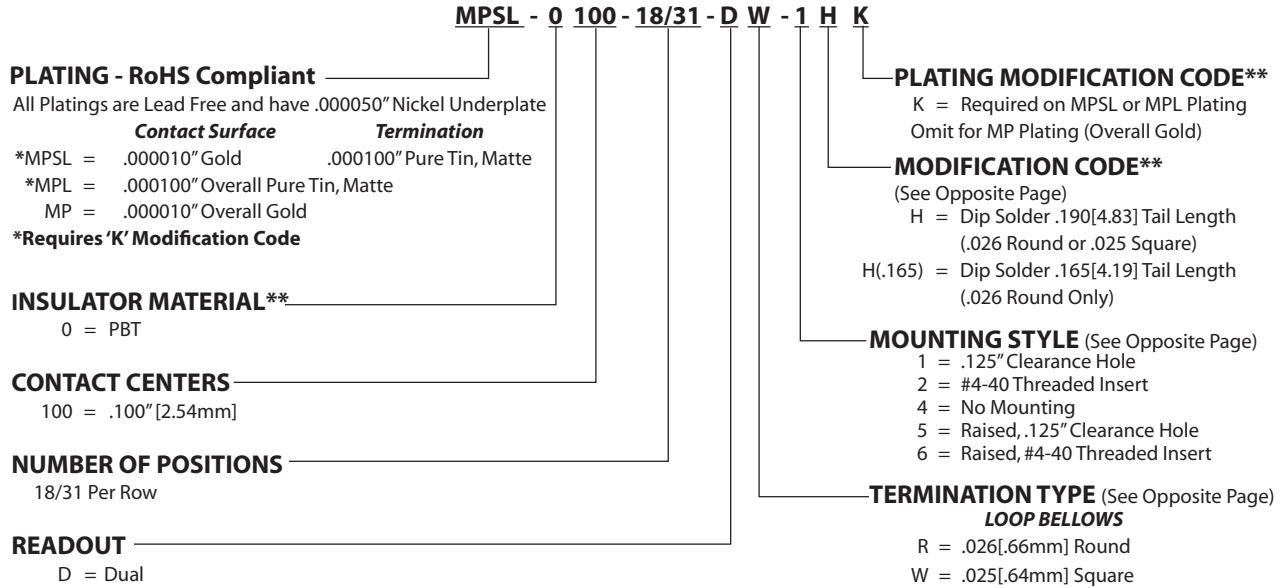 MPSL - 0 100 - 18/31 - D W - 1 H K
PLATING - RoHS Compliant
All Platings are Lead Free and have .000050” Nickel Underplate
Contact Surface Termination
*MPSL = .000010” Gold .000100” Pure Tin, Matte
*MPL = .000100” Overall Pure Tin, Matte
MP = .000010” Overall Gold
*Requires ‘K’ Modification Code
INSULATOR MATERIAL**
0 = PBT
CONTACT CENTERS
100 = .100” [2.54mm]
NUMBER OF POSITIONS
18/31 Per Row
READOUT
D = Dual
PLATING MODIFICATION CODE**
K = Required on MPSL or MPL Plating
Omit for MP Plating (Overall Gold)
MODIFICATION CODE**
(See Opposite Page)
H = Dip Solder .190[4.83] Tail Length
(.026 Round or .025 Square)
H(.165) = Dip Solder .165[4.19] Tail Length
(.026 Round Only)
MOUNTING STYLE (See Opposite Page)
1 = .125” Clearance Hole
2 = #4-40 Threaded Insert
4 = No Mounting
5 = Raised, .125” Clearance Hole
6 = Raised, #4-40 Threaded Insert
TERMINATION TYPE (See Opposite Page)
LOOP BELLOWS
R = .026[.66mm] Round
W = .025[.64mm] Square